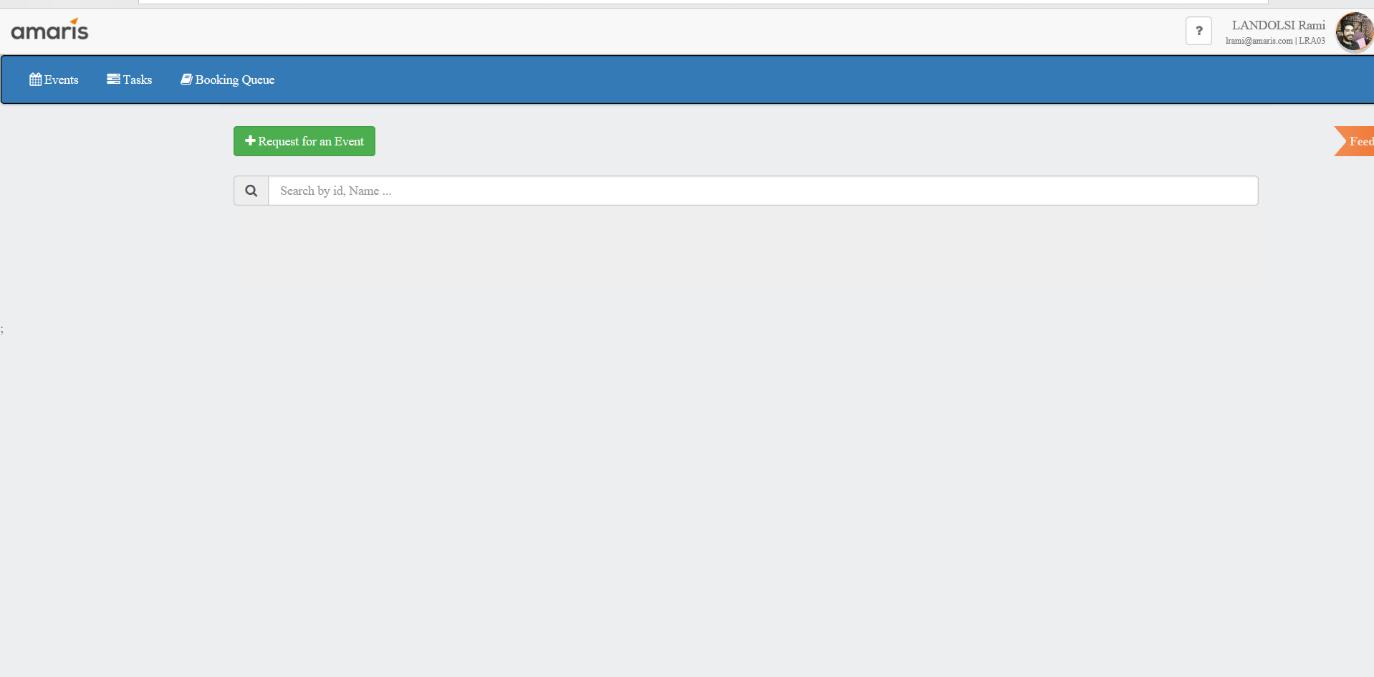 amaris
?
LANDOLSI Rami
lrami@amaris.com | LRA03
Events
Tasks
Booking Queue
Request for an Event
Feed
Search by id, Name ...
;